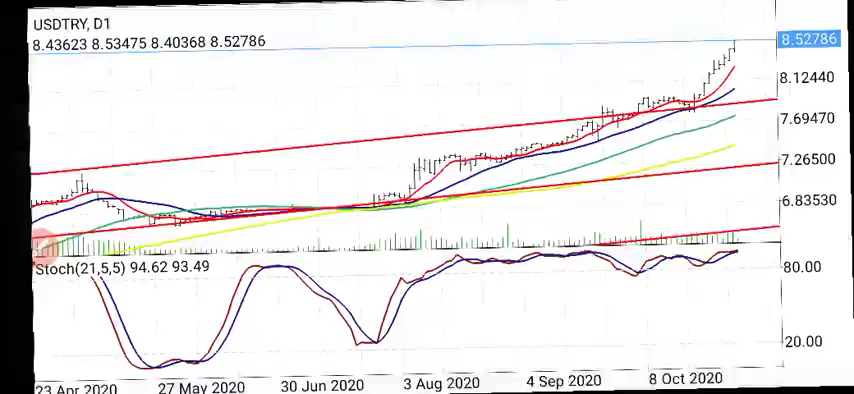 USDTRY, D1
8.43623 8.53475 8.40368 8.52786
8.52786
8.12440
7.69470
7.26500
6.83530
Stoch(21,5,5) 94.62 93.49
80.00
20.00
23 Apr 2020 27 May 2020 30 Jun 2020 3 Aug 2020 4 Sep 2020 8 Oct 2020